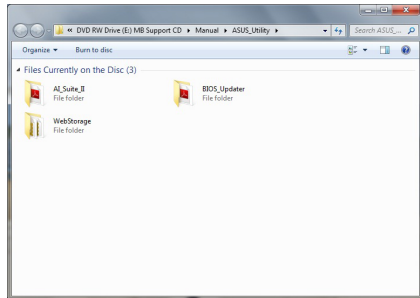 « DVD RW Drive (E:) MB Support CD ▸ Manual ▸ ASUS_Utility ▸
Search ASUS_...
Organize ▾ Burn to disc
Files Currently on the Disc (3)
AI_Suite_II
File folder
BIOS_Updater
File folder
WebStorage
File folder